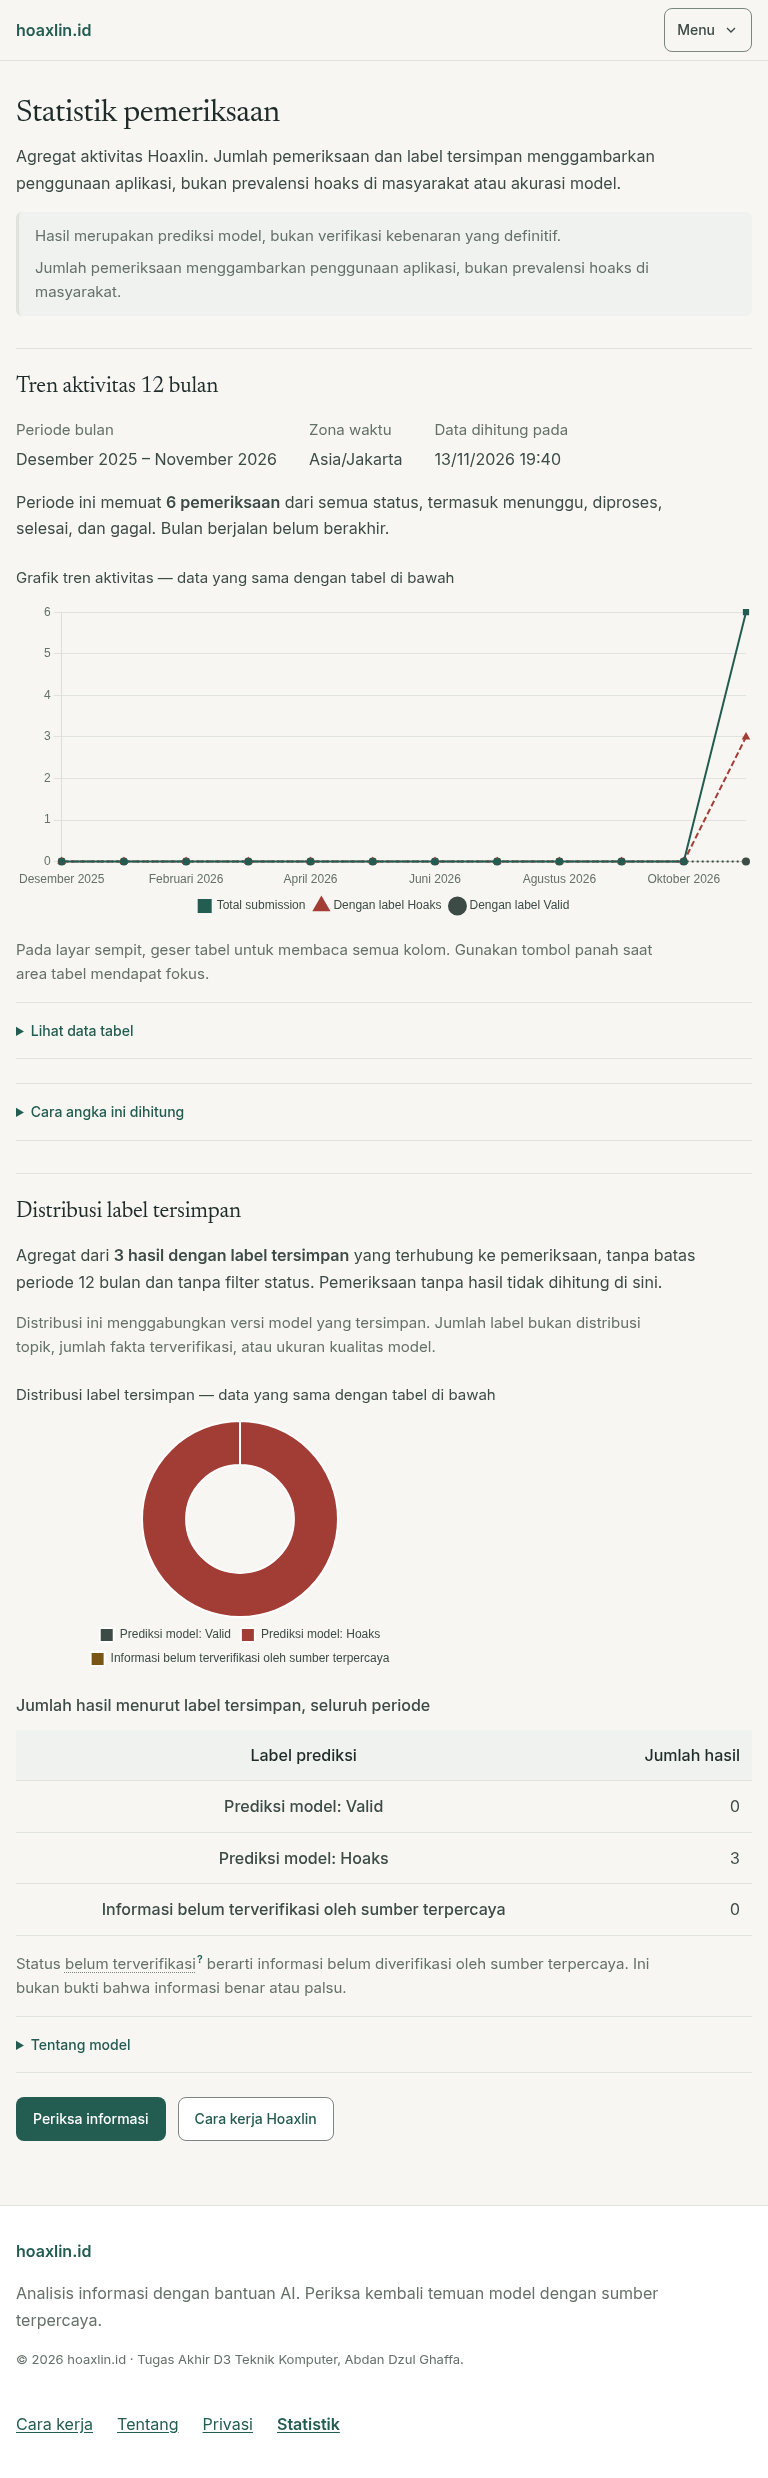 hoaxlin.id
Menu
Statistik pemeriksaan
Agregat aktivitas Hoaxlin. Jumlah pemeriksaan dan label tersimpan menggambarkan
penggunaan aplikasi, bukan prevalensi hoaks di masyarakat atau akurasi model.
Hasil merupakan prediksi model, bukan verifikasi kebenaran yang definitif.
Jumlah pemeriksaan menggambarkan penggunaan aplikasi, bukan prevalensi hoaks di
masyarakat.
Tren aktivitas 12 bulan
Periode bulan Zona waktu Data dihitung pada
Desember 2025 – November 2026 Asia/Jakarta 13/11/2026 19:40
Periode ini memuat 6 pemeriksaan dari semua status, termasuk menunggu, diproses,
selesai, dan gagal. Bulan berjalan belum berakhir.
Grafik tren aktivitas — data yang sama dengan tabel di bawah
6
5
4
3
2
1
0
Desember 2025 Februari 2026 April 2026 Juni 2026 Agustus 2026 Oktober 2026
Total submission Dengan label Hoaks Dengan label Valid
Pada layar sempit, geser tabel untuk membaca semua kolom. Gunakan tombol panah saat
area tabel mendapat fokus.
Lihat data tabel
Cara angka ini dihitung
Distribusi label tersimpan
Agregat dari 3 hasil dengan label tersimpan yang terhubung ke pemeriksaan, tanpa batas
periode 12 bulan dan tanpa filter status. Pemeriksaan tanpa hasil tidak dihitung di sini.
Distribusi ini menggabungkan versi model yang tersimpan. Jumlah label bukan distribusi
topik, jumlah fakta terverifikasi, atau ukuran kualitas model.
Distribusi label tersimpan — data yang sama dengan tabel di bawah
Prediksi model: Valid Prediksi model: Hoaks
Informasi belum terverifikasi oleh sumber terpercaya
Jumlah hasil menurut label tersimpan, seluruh periode
Label prediksi Jumlah hasil
Prediksi model: Valid 0
Prediksi model: Hoaks 3
Informasi belum terverifikasi oleh sumber terpercaya 0
Status belum terverifikasi? berarti informasi belum diverifikasi oleh sumber terpercaya. Ini
bukan bukti bahwa informasi benar atau palsu.
Tentang model
Periksa informasi Cara kerja Hoaxlin
hoaxlin.id
Analisis informasi dengan bantuan AI. Periksa kembali temuan model dengan sumber
terpercaya.
© 2026 hoaxlin.id · Tugas Akhir D3 Teknik Komputer, Abdan Dzul Ghaffa.
Cara kerja Tentang Privasi Statistik